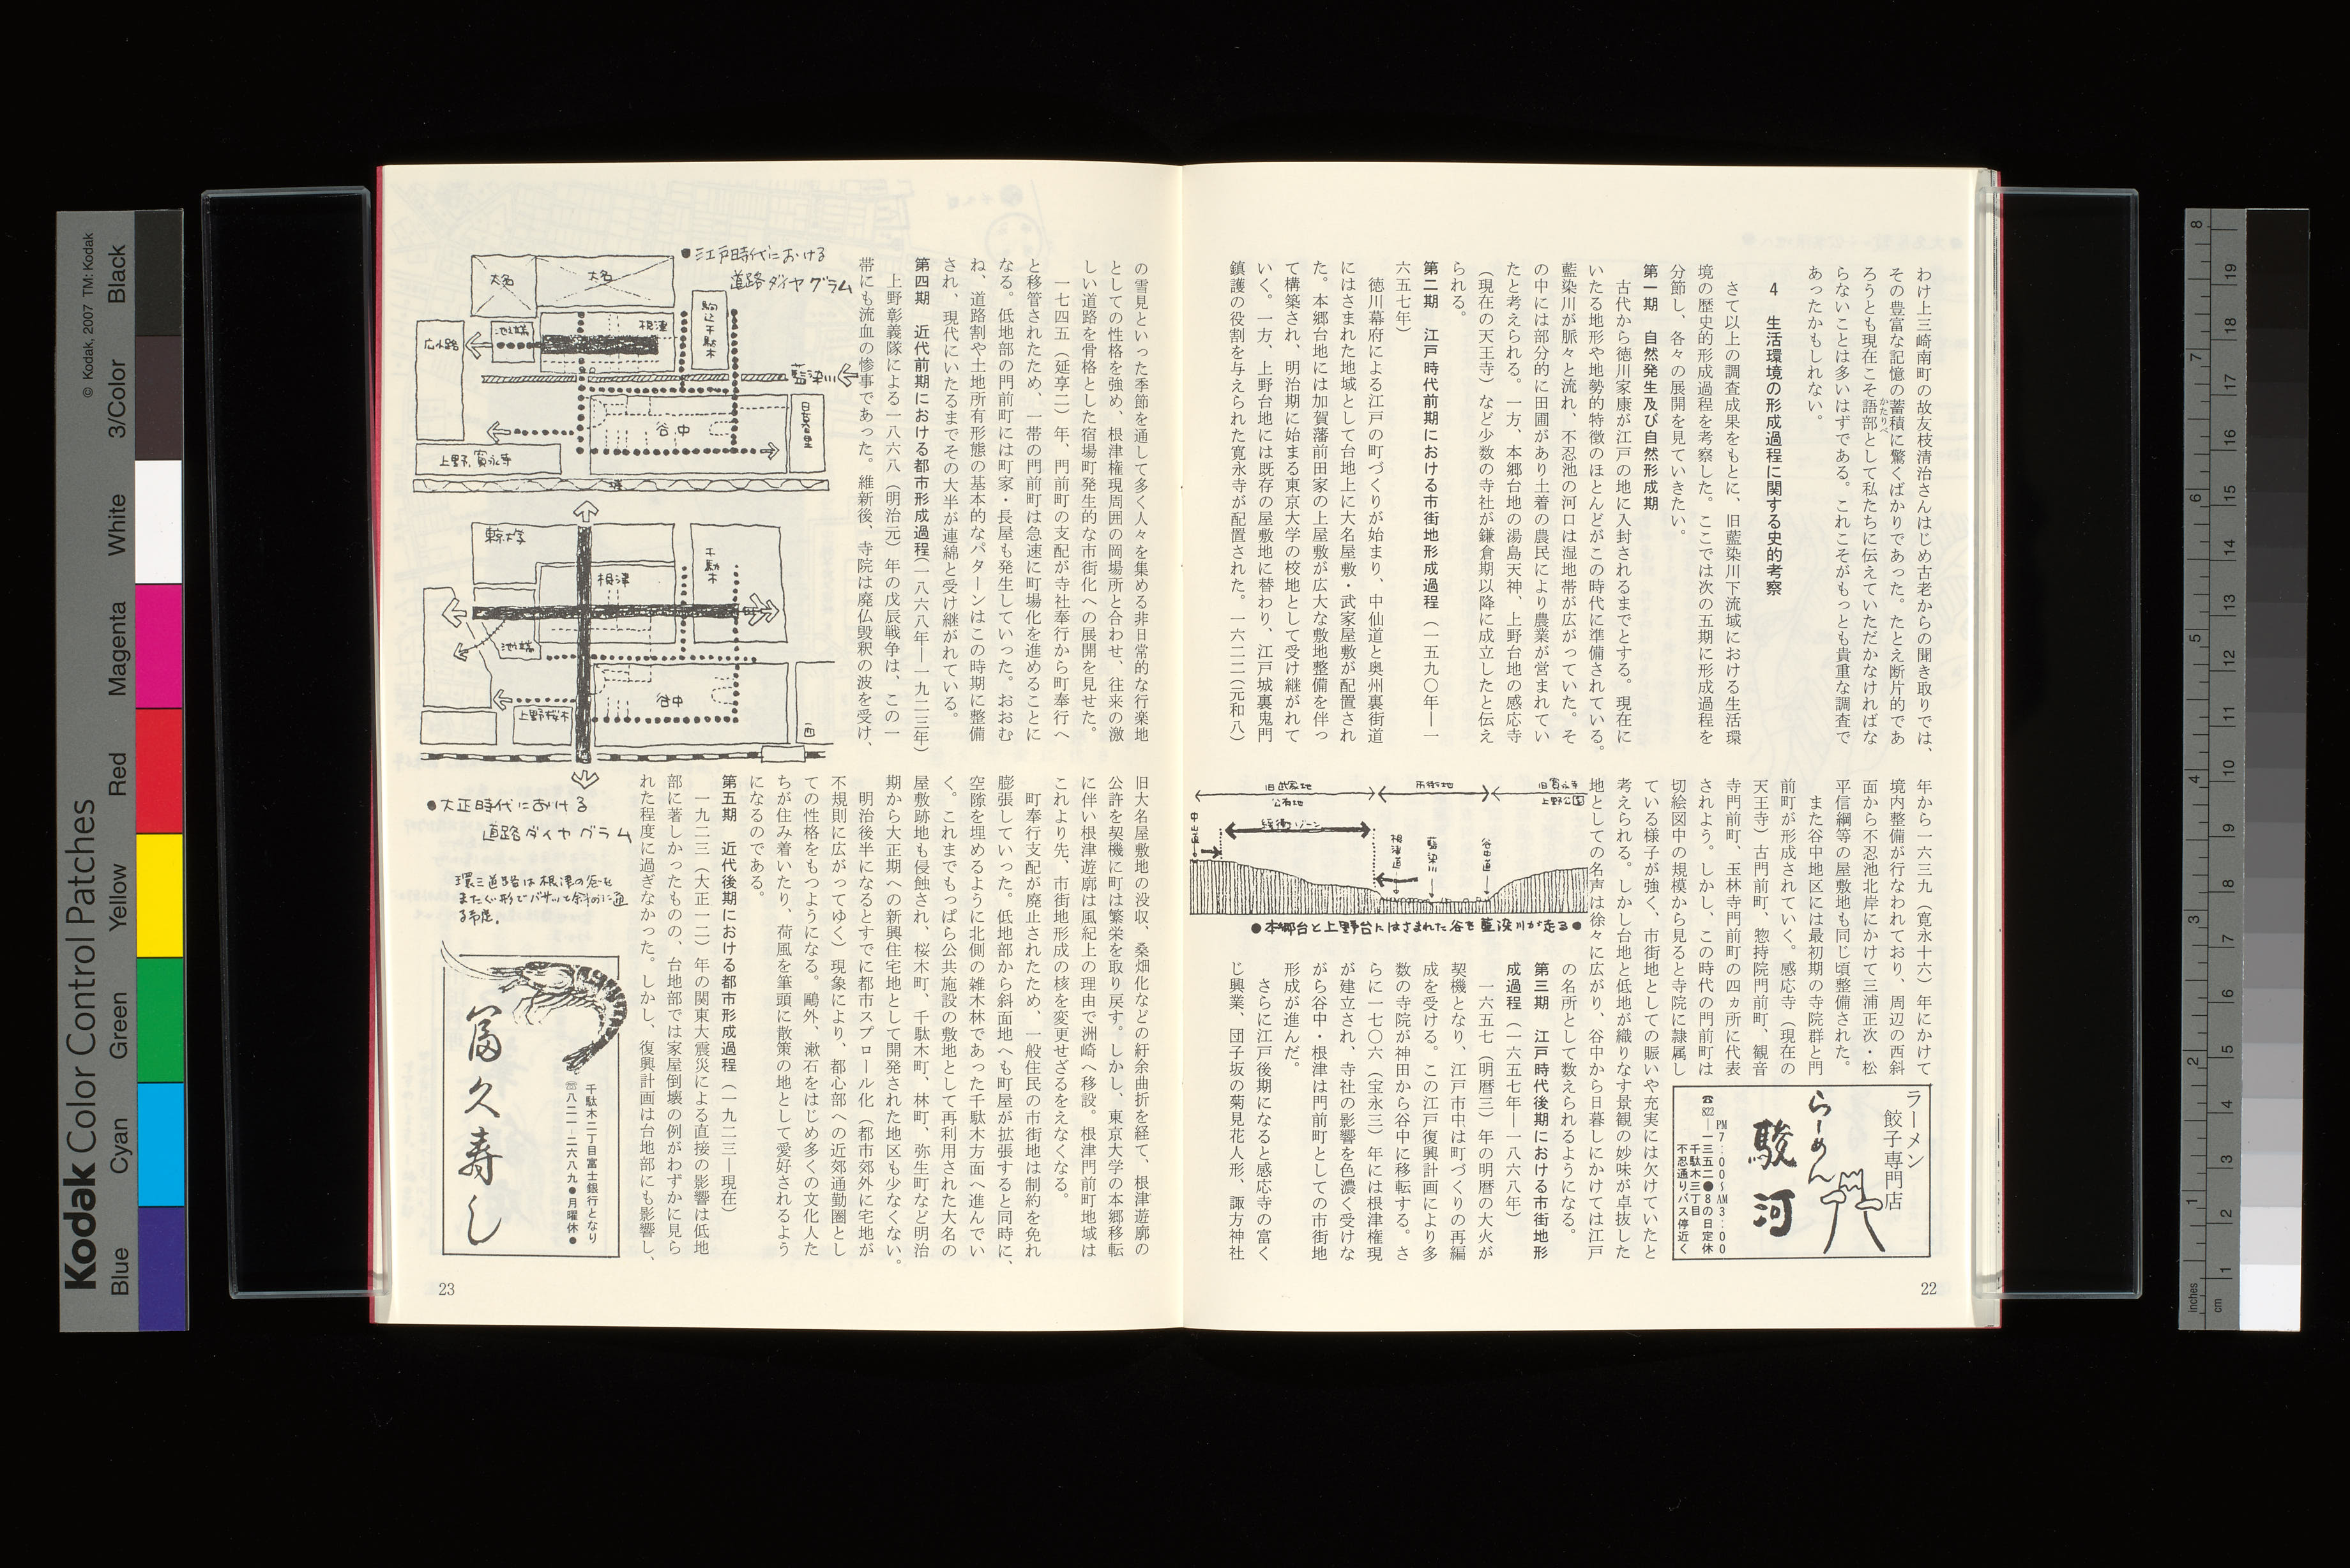 わけ上三崎南町の故友枝清治さんはじめ古老からの聞き取りでは、
その豊富な記憶の蓄積に驚くばかりであった。たとえ断片的であ
ろうとも現在こそ語部として私たちに伝えていただかなければな
かたりべ
らないことは多いはずである。これこそがもっとも貴重な調査で
あったかもしれない。
4 生活環境の形成過程に関する史的考察
さて以上の調査成果をもとに、旧藍染川下流域における生活環
境の歴史的形成過程を考察した。ここでは次の五期に形成過程を
分節し、各々の展開を見ていきたい。
第一期 自然発生及び自然形成期
古代から徳川家康が江戸の地に入封されるまでとする。現在に
いたる地形や地勢的特徴のほとんどがこの時代に準備されている。
藍染川が脈々と流れ、不忍池の河口は湿地帯が広がっていた。そ
の中には部分的に田圃があり土着の農民により農業が営まれてい
たと考えられる。一方、本郷台地の湯島天神、上野台地の感応寺
(現在の天王寺)など少数の寺社が鎌倉期以降に成立したと伝え
られる。
第二期 江戸時代前期における市街地形成過程(一五九〇年―一
六五七年)
徳川幕府による江戸の町づくりが始まり、中仙道と奥州裏街道
にはさまれた地域として台地上に大名屋敷・武家屋敷が配置され
た。本郷台地には加賀藩前田家の上屋敷が広大な敷地整備を伴っ
て構築され、明治期に始まる東京大学の校地として受け継がれて
いく。一方、上野台地には既存の屋敷地に替わり、江戸城裏鬼門
鎮護の役割を与えられた寛永寺が配置された。一六二二(元和八)
年から一六三九(寛永十六)年にかけて
境内整備が行なわれており、周辺の西斜
面から不忍池北岸にかけて三浦正次・松
平信綱等の屋敷地も同じ頃整備された。
また谷中地区には最初期の寺院群と門
前町が形成されていく。感応寺(現在の
天王寺)古門前町、惣持院門前町、観音
寺門前町、玉林寺門前町の四ヵ所に代表
されよう。しかし、この時代の門前町は
切絵図中の規模から見ると寺院に隷属し
ている様子が強く、市街地としての賑いや充実には欠けていたと
考えられる。しかし台地と低地が織りなす景観の妙味が卓抜した
地としての名声は徐々に広がり、谷中から日暮しにかけては江戸
の名所として数えられるようになる。
第三期 江戸時代後期における市街地形
成過程(一六五七年―一八六八年)
一六五七(明暦三)年の明暦の大火が
契機となり、江戸市中は町づくりの再編
成を受ける。この江戸復興計画により多
数の寺院が神田から谷中に移転する。さ
らに一七〇六(宝永三)年には根津権現
が建立され、寺社の影響を色濃く受けな
がら谷中・根津は門前町としての市街地
形成が進んだ。
さらに江戸後期になると感応寺の富く
じ興業、団子坂の菊見花人形、諏方神社
旧武家地
公有地
市街地
旧寛永寺
上野公園
緩衝ゾーン
根津道
藍染川
谷田道
●本郷台と上野台にはさまれた谷を藍染川が走る●
ラーメン
餃子専門店
らーめん
駿河
PM7:00〜AM3:00
☎822―一三五二●8の日定休
千駄木三丁目
不忍通りバス停近く
22
の雪見といった季節を通して多く人々を集める非日常的な行楽地
としての性格を強め、根津権現周囲の岡場所と合わせ、往来の激
しい道路を骨格とした宿場町発生的な市街化への展開を見せた。
一七四五(延享二)年、門前町の支配が寺社奉行から町奉行へ
と移管されたため、一帯の門前町は急速に町場化を進めることに
なる。低地部の門前町には町家・長屋も発生していった。おおむ
ね、道路割や土地所有形態の基本的なパターンはこの時期に整備
され、現代にいたるまでその大半が連綿と受け継がれている。
第四期 近代前期における都市形成過程(一八六八年―一九二三年)
上野彰義隊による一八六八(明治元)年の戊辰戦争は、この一
帯にも流血の惨事であった。維新後、寺院は廃仏毀釈の波を受け、
旧大名屋敷地の没収、桑畑化などの紆余曲折を経て、根津遊廓の
公許を契機に町は繁栄を取り戻す。しかし、東京大学の本郷移転
に伴い根津遊廓は風紀上の理由で洲崎へ移設。根津門前町地域は
これより先、市街地形成の核を変更せざるをえなくなる。
町奉行支配が廃止されたため、一般住民の市街地は制約を免れ
膨張していった。低地部から斜面地へも町屋が拡張すると同時に、
空隙を埋めるように北側の雑木林であった千駄木方面へ進んでい
く。これまでもっぱら公共施設の敷地として再利用された大名の
屋敷跡地も侵蝕され、桜木町、千駄木町、林町、弥生町など明治
期から大正期への新興住宅地として開発された地区も少なくない。
明治後半になるとすでに都市スプロール化(都市郊外に宅地が
不規則に広がってゆく)現象により、都心部への近郊通勤圏とし
ての性格をもつようになる。鷗外、漱石をはじめ多くの文化人た
ちが住み着いたり、荷風を筆頭に散策の地として愛好されるよう
になるのである。
第五期 近代後期における都市形成過程(一九二三―現在)
一九二三(大正一二)年の関東大震災による直接の影響は低地
部に著しかったものの、台地部では家屋倒壊の例がわずかに見ら
れた程度に過ぎなかった。しかし、復興計画は台地部にも影響し、
●江戸時代における
道路ダイヤグラム
大名
大名
池之端
根津
駒込千駄木
広小路
藍染川
谷中
日暮里
上野寛永寺
東京大学
根津
千駄木
池之端
谷中
上野桜木
●大正時代における
道路ダイヤグラム
環三道路は根津の谷を
またぐ形でバサッと斜めに通
る予定。
富久寿し
千駄木二丁目富士銀行となり
☏八二一―二六八九●月曜休●
23
© Kodak, 2007 TM: Kodak
Kodak Color Control Patches
Blue
Cyan
Green
Yellow
Red
Magenta
White
3/Color
Black
inches
cm
1
2
3
4
5
6
7
8
1
2
3
4
5
6
7
8
9
10
11
12
13
14
15
16
17
18
19